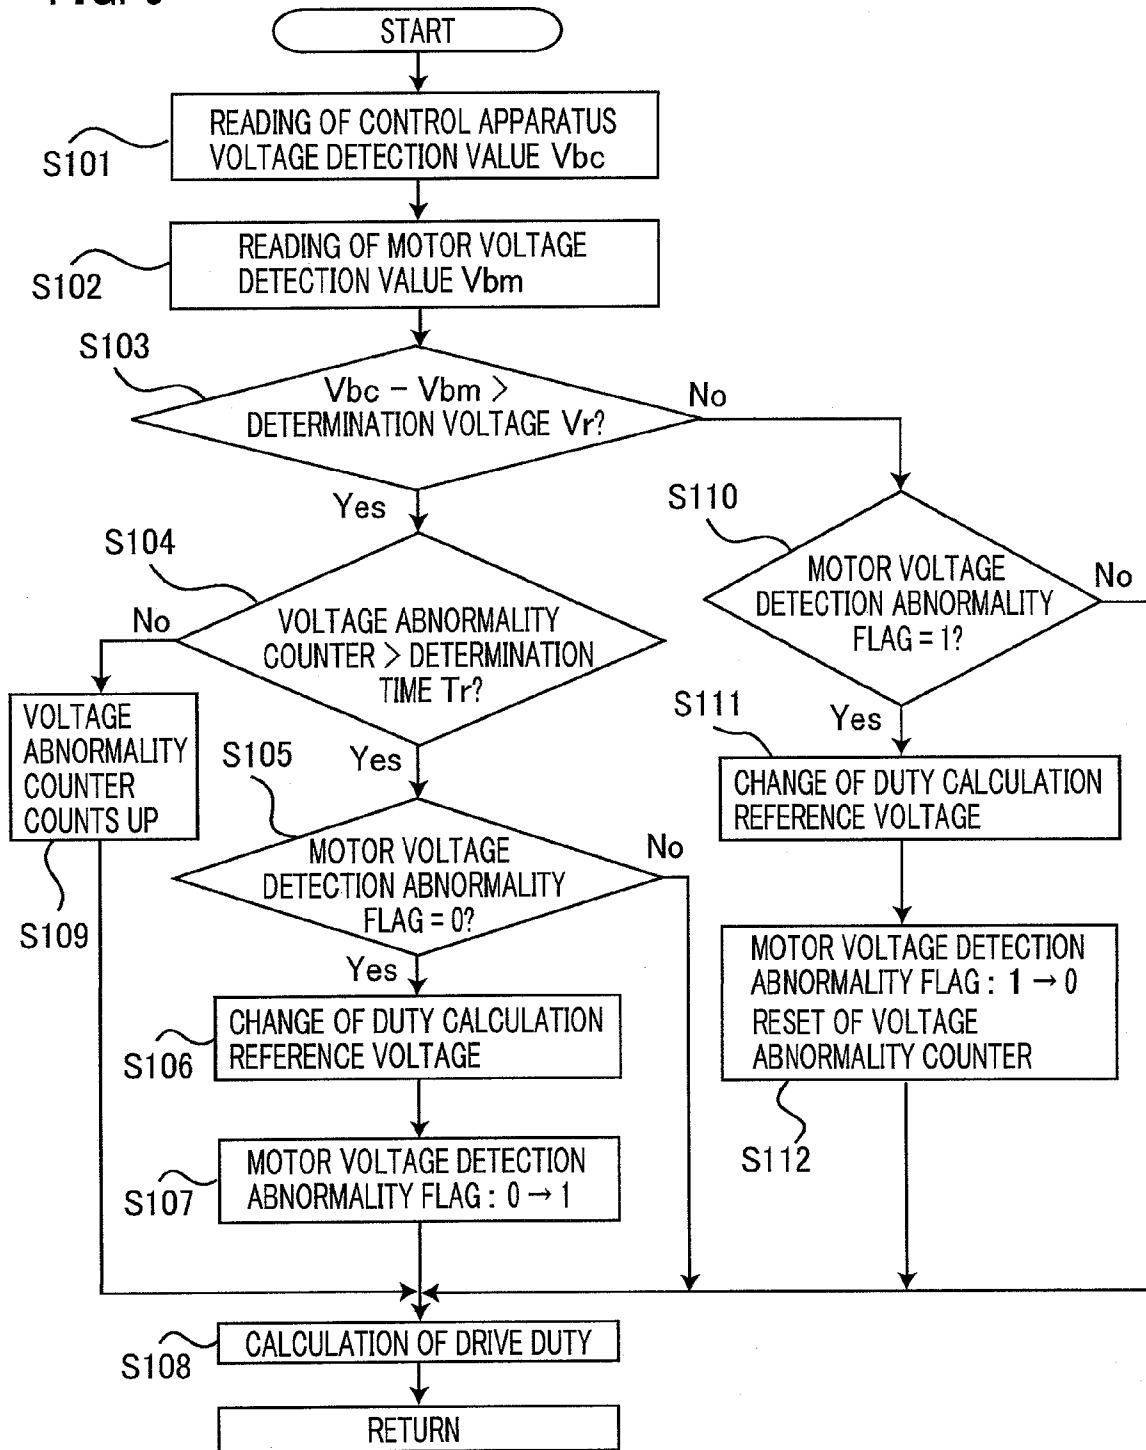 START
READING OF CONTROL APPARATUS
VOLTAGE DETECTION VALUE Vbc
S101
READING OF MOTOR VOLTAGE
DETECTION VALUE Vbm
S102
S103
Vbc - Vbm >
DETERMINATION VOLTAGE Vr?
No
Yes
S104
VOLTAGE ABNORMALITY
COUNTER > DETERMINATION
TIME Tr?
No
Yes
VOLTAGE
ABNORMALITY
COUNTER
COUNTS UP
S109
S105
MOTOR VOLTAGE
DETECTION ABNORMALITY
FLAG = 0?
No
Yes
CHANGE OF DUTY CALCULATION
REFERENCE VOLTAGE
S106
MOTOR VOLTAGE DETECTION
ABNORMALITY FLAG : 0 → 1
S107
S110
MOTOR VOLTAGE
DETECTION ABNORMALITY
FLAG = 1?
No
Yes
S111
CHANGE OF DUTY CALCULATION
REFERENCE VOLTAGE
MOTOR VOLTAGE DETECTION
ABNORMALITY FLAG : 1 → 0
RESET OF VOLTAGE
ABNORMALITY COUNTER
S112
CALCULATION OF DRIVE DUTY
S108
RETURN